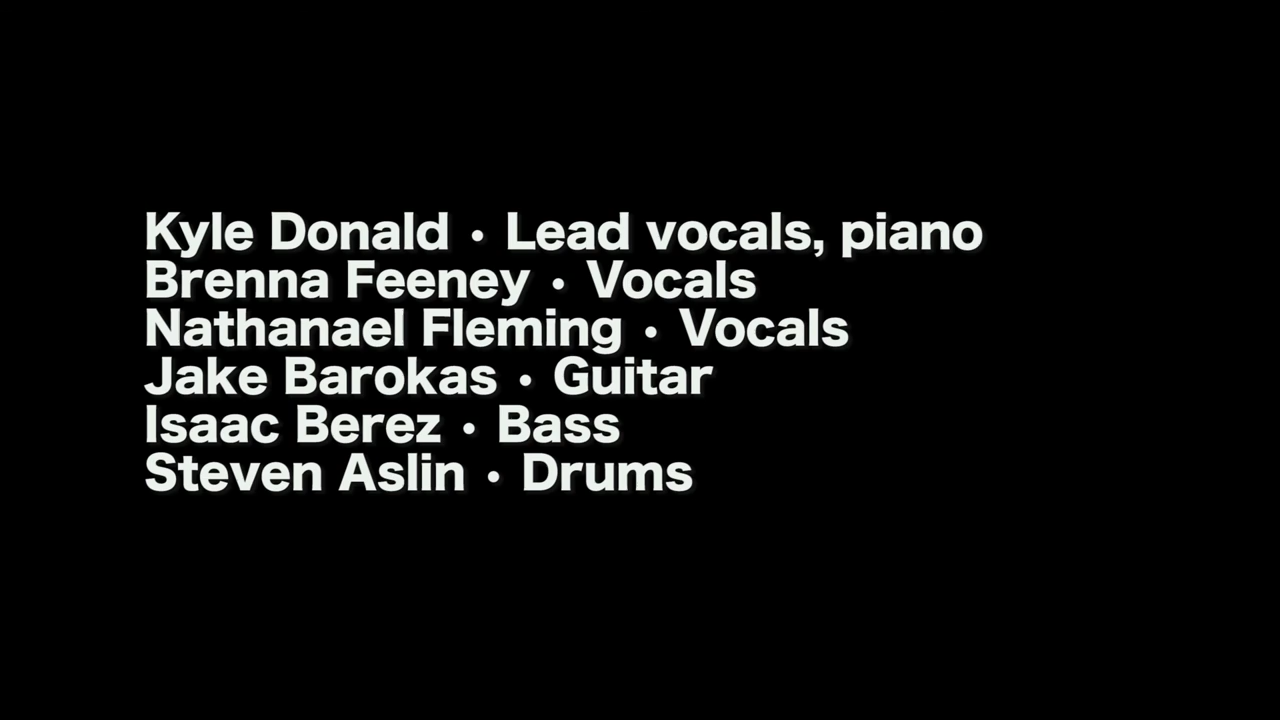 Kyle Donald • Lead vocals, piano
Brenna Feeney • Vocals
Nathanael Fleming • Vocals
Jake Barokas • Guitar
Isaac Berez • Bass
Steven Aslin • Drums